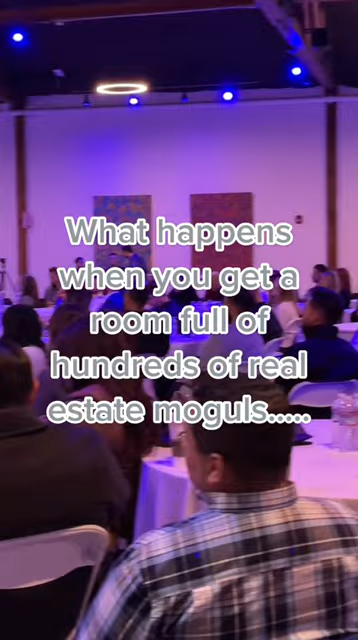 What happens
when you get a
room full of
hundreds of real
estate moguls.....